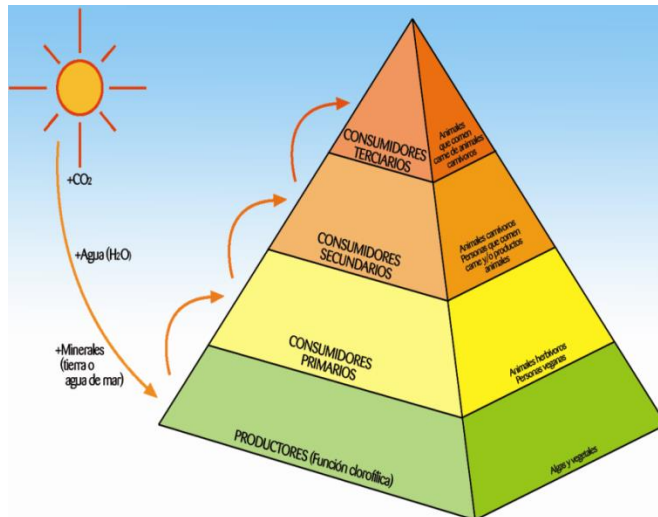 +CO₂
+Agua (H₂O)
+Minerales
(tierra o
agua de mar)
CONSUMIDORES
TERCIARIOS
Animales
que comen
carne de animales
carnívoros
CONSUMIDORES
SECUNDARIOS
Animales carnívoros
Personas que comen
carne y/o productos
animales
CONSUMIDORES
PRIMARIOS
Animales herbívoros
Personas veganas
PRODUCTORES (Función clorofílica)
Algas y vegetales